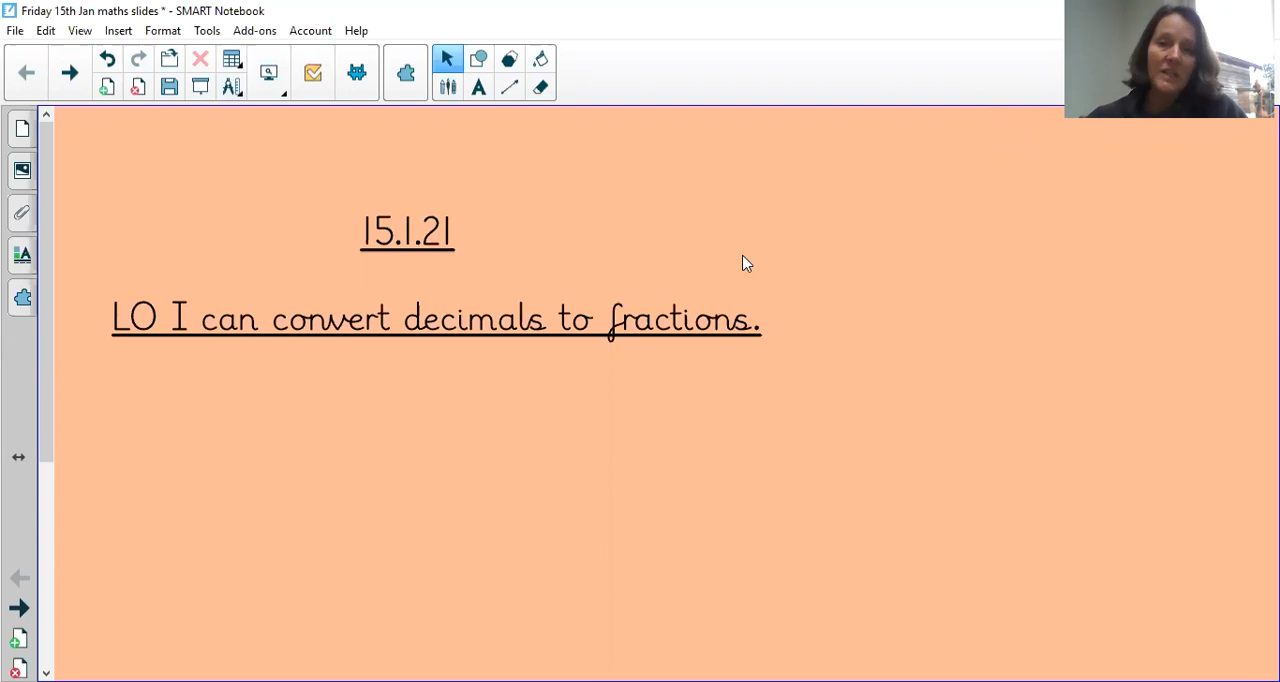 Friday 15th Jan maths slides * - SMART Notebook
File Edit View Insert Format Tools Add-ons Account Help
15.1.21
LO I can convert decimals to fractions.